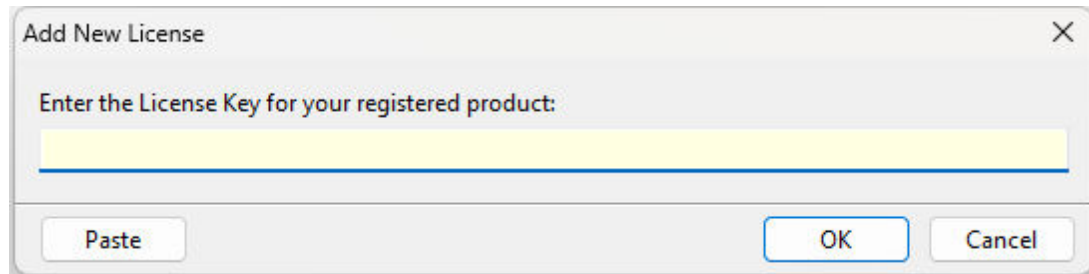 Add New License
Enter the License Key for your registered product:
Paste
OK
Cancel